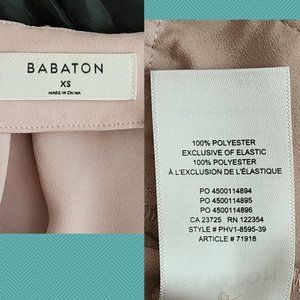 BABATON
XS
MADE IN CHINA
100% POLYESTER
EXCLUSIVE OF ELASTIC
100% POLYESTER
À L'EXCLUSION DE L'ÉLASTIQUE
PO 4500114894
PO 4500114895
PO 4500114896
CA 23725 RN 122354
STYLE # PHV1-8595-39
ARTICLE # 71918